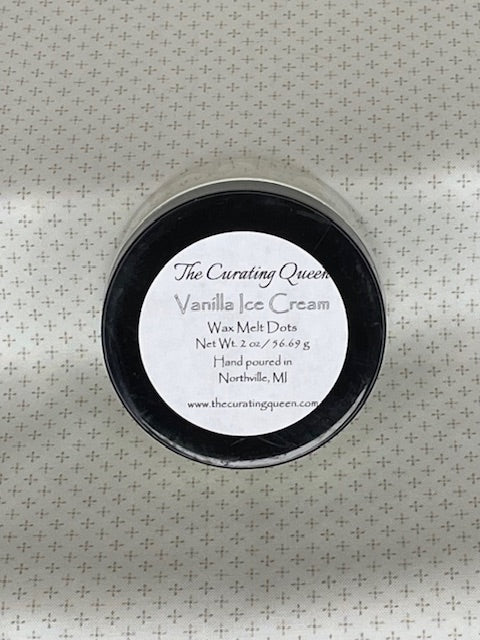 The Curating Queen
Vanilla Ice Cream
Wax Melt Dots
Net Wt. 2 oz / 56.69 g
Hand poured in
Northville, MI
www.thecuratingqueen.com